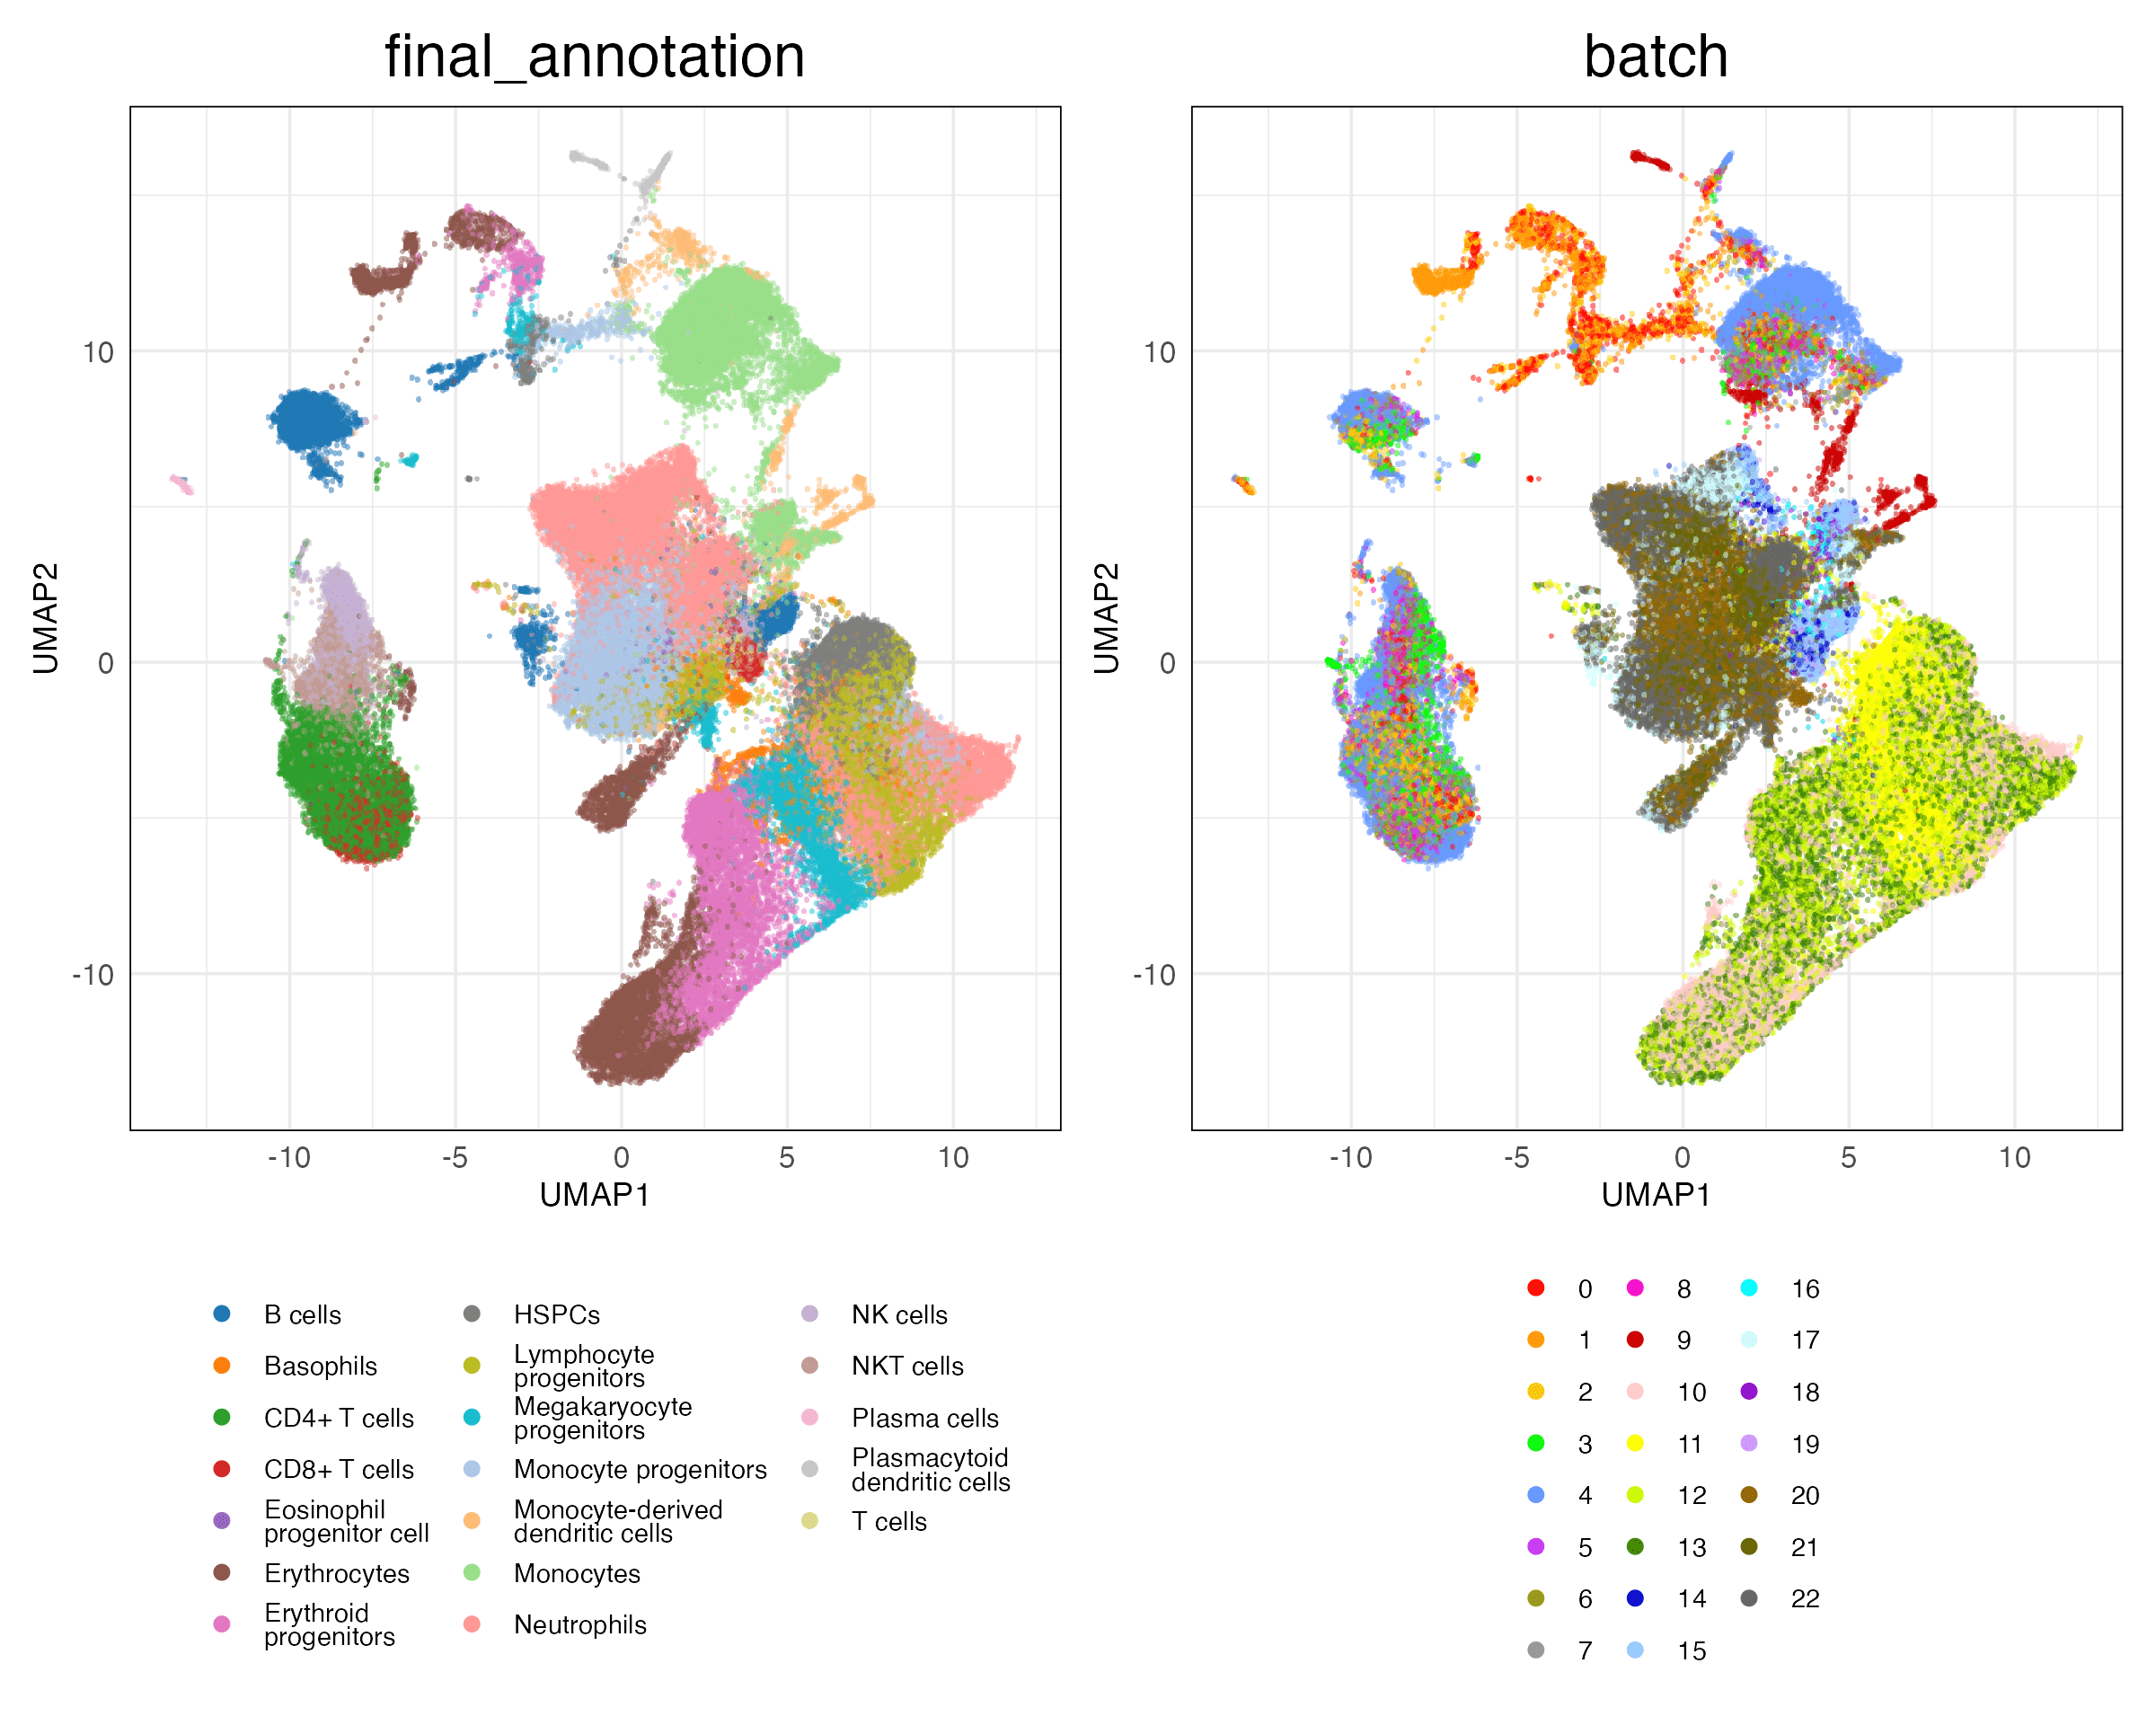 final_annotation
batch
10
0
-10
UMAP2
-10
-5
0
5
10
UMAP1
10
0
-10
UMAP2
-10
-5
0
5
10
UMAP1
B cells
Basophils
CD4+ T cells
CD8+ T cells
Eosinophil
progenitor cell
Erythrocytes
Erythroid
progenitors
HSPCs
Lymphocyte
progenitors
Megakaryocyte
progenitors
Monocyte progenitors
Monocyte-derived
dendritic cells
Monocytes
Neutrophils
NK cells
NKT cells
Plasma cells
Plasmacytoid
dendritic cells
T cells
0
1
2
3
4
5
6
7
8
9
10
11
12
13
14
15
16
17
18
19
20
21
22